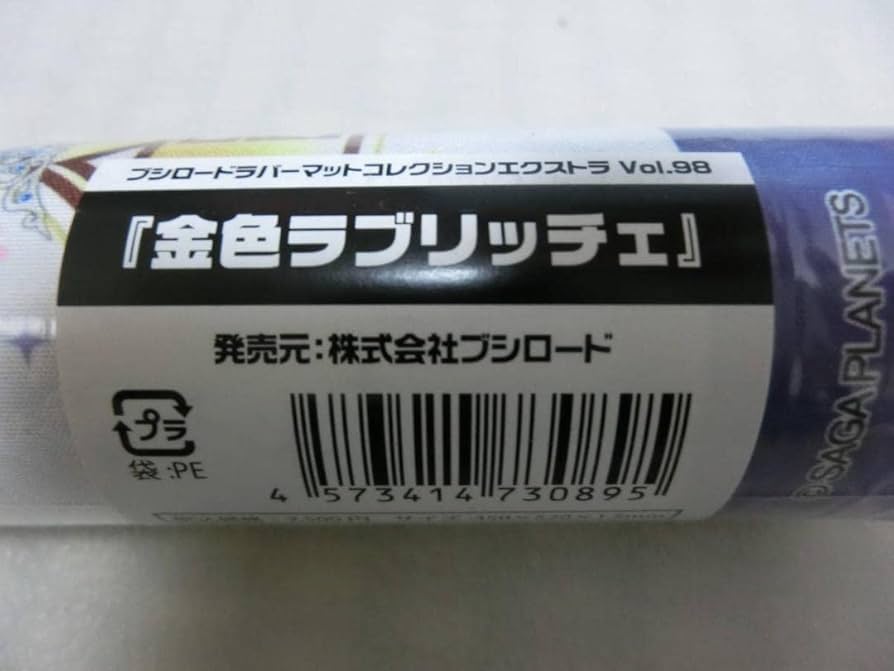 ブシロードラバーマットコレクションエクストラ Vol.98
『金色ラブリッチェ』
発売元:株式会社ブシロード
プラ
袋:PE
4 573414 730895
©SAGA PLANETS